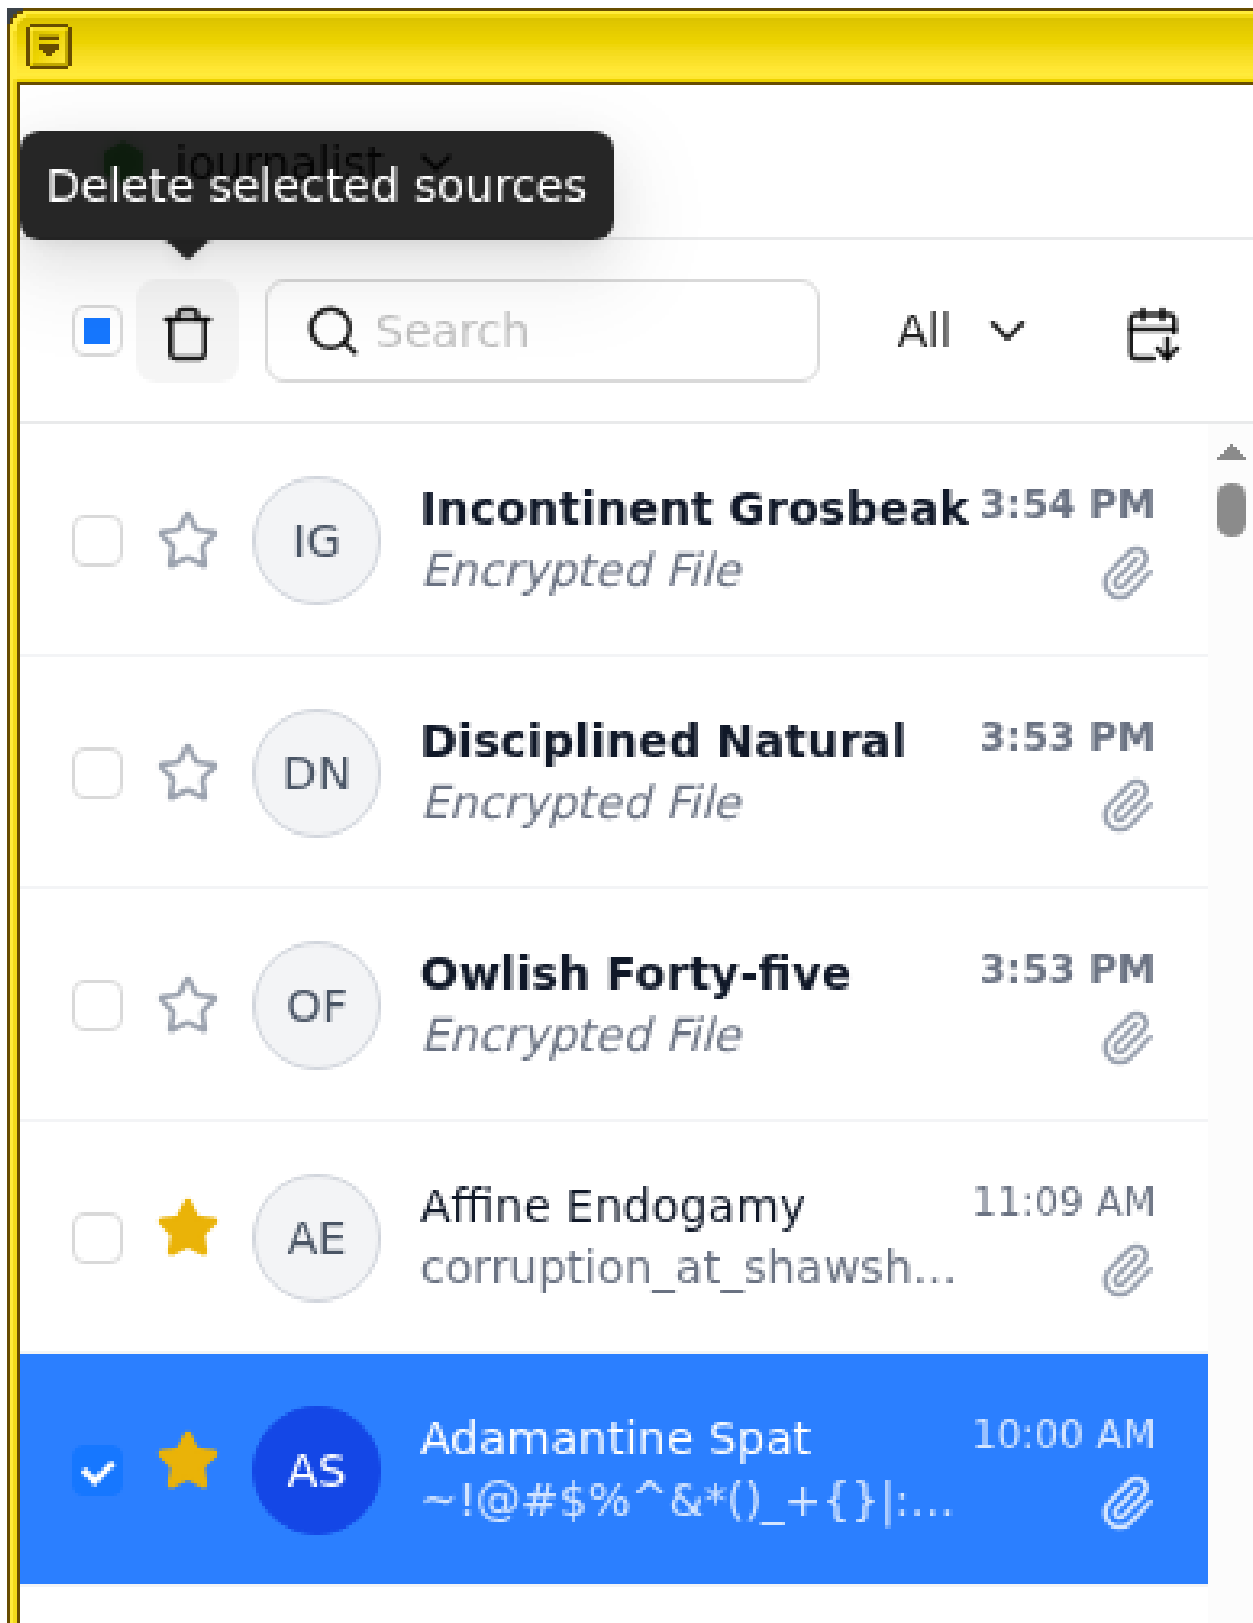 journalist
Delete selected sources
Search
All
IG
Incontinent Grosbeak 3:54 PM
Encrypted File
DN
Disciplined Natural 3:53 PM
Encrypted File
OF
Owlish Forty-five 3:53 PM
Encrypted File
AE
Affine Endogamy 11:09 AM
corruption_at_shawsh...
AS
Adamantine Spat 10:00 AM
~!@#$%^&*()_+{}|:...